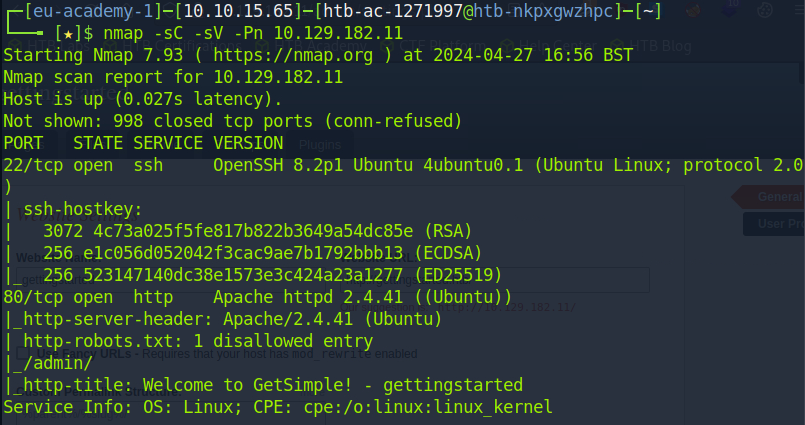 ┌─[eu-academy-1]─[10.10.15.65]─[htb-ac-1271997@htb-nkpxgwzhpc]─[~]
└──╼ [★]$ nmap -sC -sV -Pn 10.129.182.11
Starting Nmap 7.93 ( https://nmap.org ) at 2024-04-27 16:56 BST
Nmap scan report for 10.129.182.11
Host is up (0.027s latency).
Not shown: 998 closed tcp ports (conn-refused)
PORT   STATE SERVICE VERSION
22/tcp open  ssh     OpenSSH 8.2p1 Ubuntu 4ubuntu0.1 (Ubuntu Linux; protocol 2.0
)
| ssh-hostkey:
|   3072 4c73a025f5fe817b822b3649a54dc85e (RSA)
|   256 e1c056d052042f3cac9ae7b1792bbb13 (ECDSA)
|_  256 523147140dc38e1573e3c424a23a1277 (ED25519)
80/tcp open  http    Apache httpd 2.4.41 ((Ubuntu))
|_http-server-header: Apache/2.4.41 (Ubuntu)
| http-robots.txt: 1 disallowed entry
|_/admin/
|_http-title: Welcome to GetSimple! - gettingstarted
Service Info: OS: Linux; CPE: cpe:/o:linux:linux_kernel
Plugins
General
User Pro